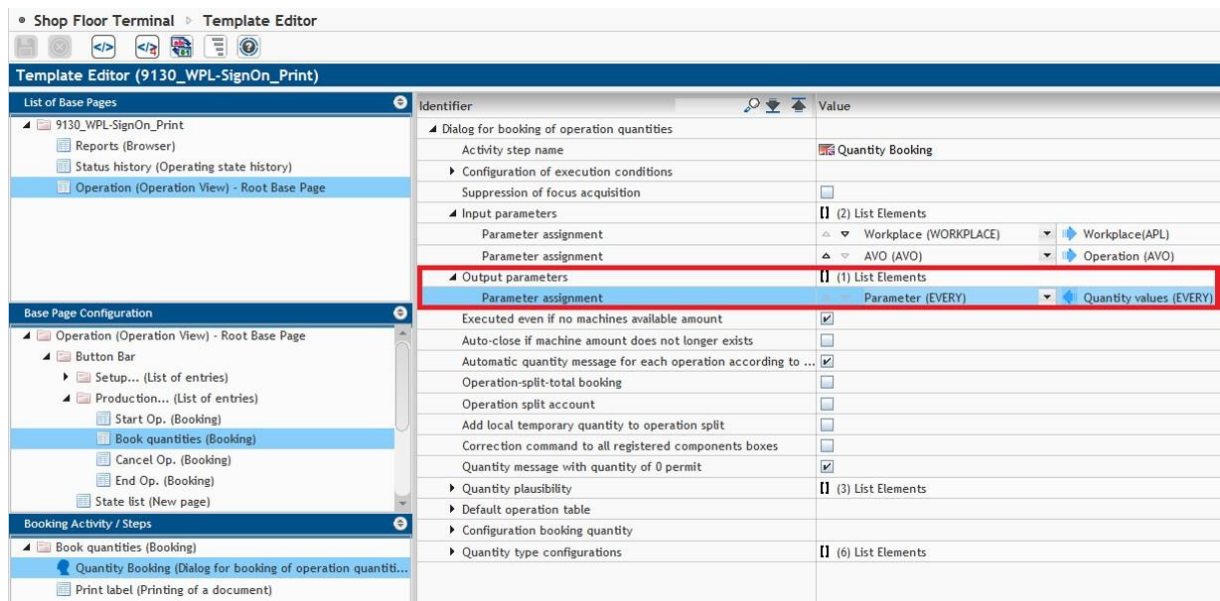 Shop Floor Terminal Template Editor
Template Editor (9130_WPL-SignOn_Print)
List of Base Pages
9130_WPL-SignOn_Print
Reports (Browser)
Status history (Operating state history)
Operation (Operation View) - Root Base Page
Base Page Configuration
Operation (Operation View) - Root Base Page
Button Bar
Setup... (List of entries)
Production... (List of entries)
Start Op. (Booking)
Book quantities (Booking)
Cancel Op. (Booking)
End Op. (Booking)
State list (New page)
Booking Activity / Steps
Book quantities (Booking)
Quantity Booking (Dialog for booking of operation quantiti...
Print label (Printing of a document)
Identifier Value
Dialog for booking of operation quantities
Activity step name Quantity Booking
Configuration of execution conditions
Suppression of focus acquisition
Input parameters [] (2) List Elements
Parameter assignment Workplace (WORKPLACE) Workplace(APL)
Parameter assignment AVO (AVO) Operation (AVO)
Output parameters [] (1) List Elements
Parameter assignment Parameter (EVERY) Quantity values (EVERY)
Executed even if no machines available amount
Auto-close if machine amount does not longer exists
Automatic quantity message for each operation according to ...
Operation-split-total booking
Operation split account
Add local temporary quantity to operation split
Correction command to all registered components boxes
Quantity message with quantity of 0 permit
Quantity plausibility [] (3) List Elements
Default operation table
Configuration booking quantity
Quantity type configurations [] (6) List Elements